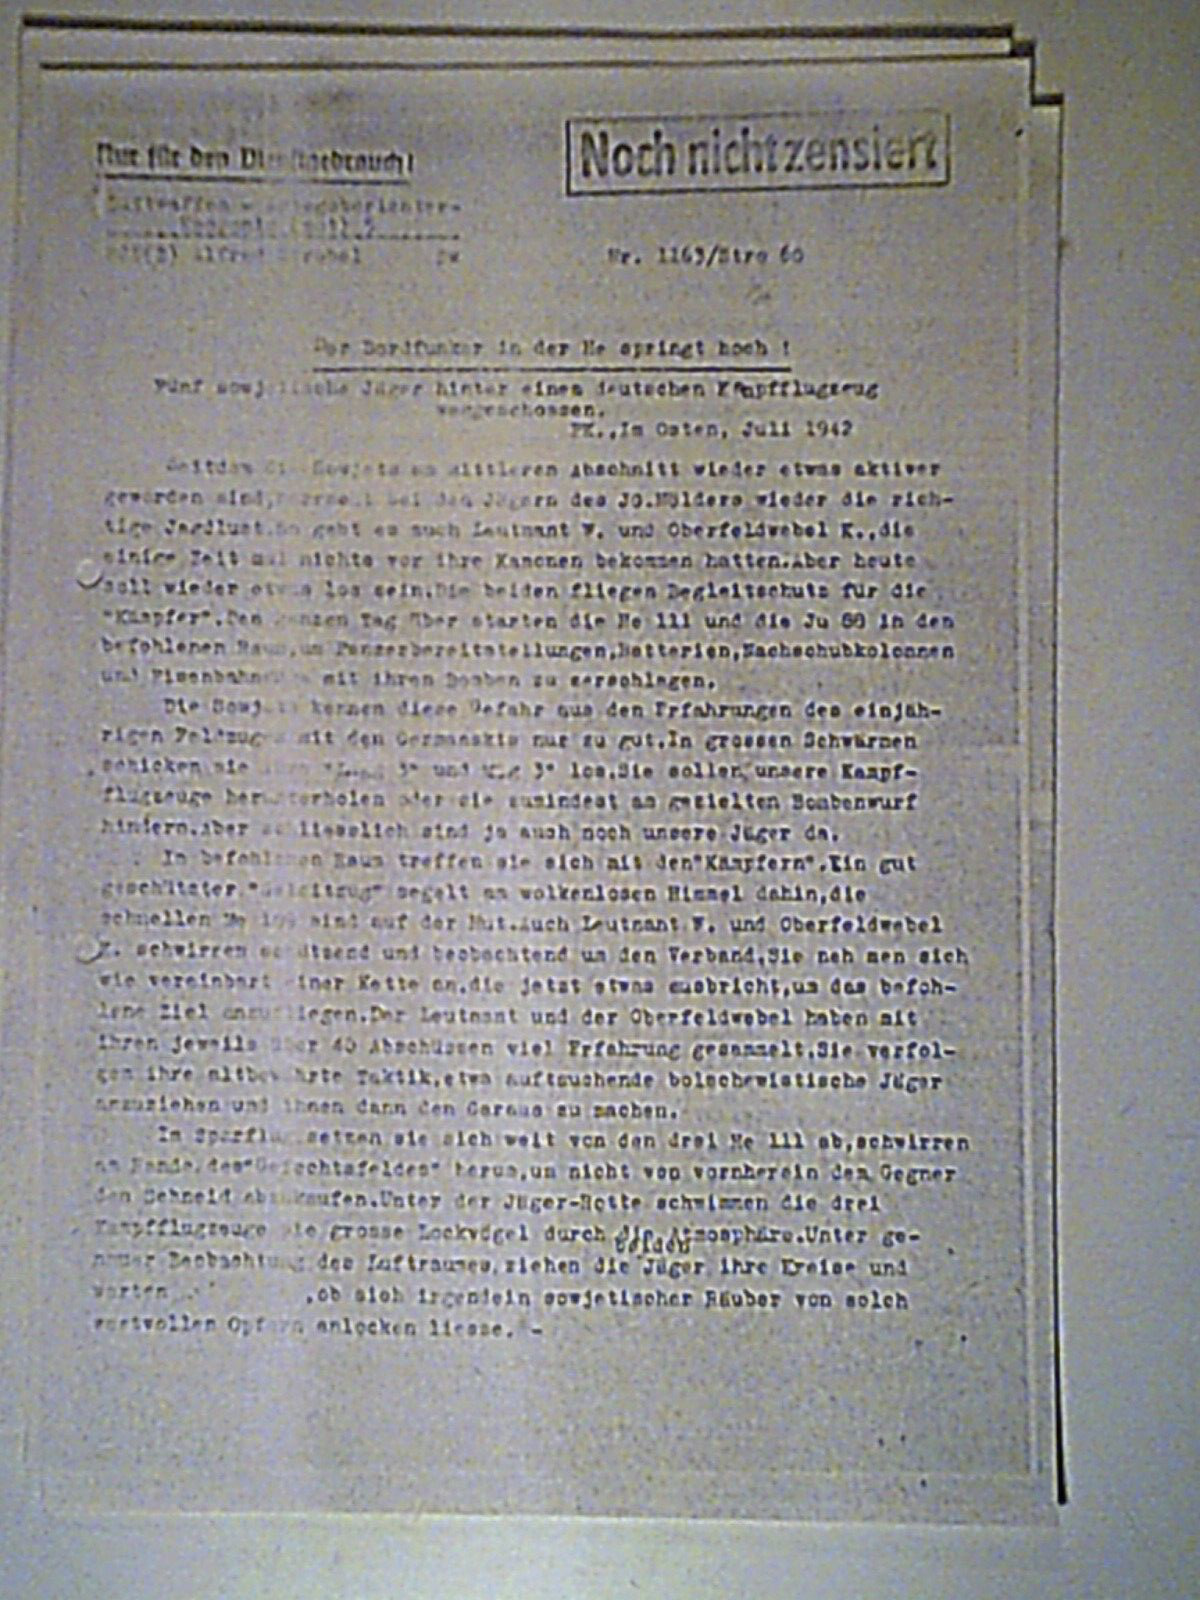 Nur für den Dienstgebrauch!
Noch nicht zensiert
Luftwaffen - Kriegsberichter-
Alfred
Nr. 1163/Stro 60
Der Bordfunker in der He springt hoch !
Fünf sowjetische Jäger hinter einem deutschen Kampfflugzeug
weggeschossen.
PK.,Im Osten, Juli 1942
Seitdem die Sowjets am mittleren Abschnitt wieder etwas aktiver
geworden sind, bei den Jägern des JG.Mölders wieder die rich-
tige Jagdlust.So geht es auch Leutnant W. und Oberfeldwebel K.,die
einige Zeit mal nichts vor ihre Kanonen bekommen hatten.Aber heute
soll wieder etwas los sein.Die beiden fliegen Begleitschutz für die
"Kämpfer".Den ganzen Tag über starten die He 111 und die Ju 88 in den
befohlenen Raum,um Panzerbereitstellungen,Batterien,Nachschubkolonnen
und mit ihren Bomben zu zerschlagen.
Die Sowjets kennen diese Gefahr aus den Erfahrungen des einjäh-
rigen Feldzuges mit den Germanskis nur zu gut.In grossen Schwärmen
schicken sie ihre 3" und Mig 3" los.Sie sollen unsere Kampf-
flugzeuge herunterholen oder sie zumindest am gezielten Bombenwurf
hindern.Aber schliesslich sind ja auch noch unsere Jäger da.
Im befohlenen Raum treffen sie sich mit den"Kämpfern".Ein gut
geschützter "Geleitzug" segelt am wolkenlosen Himmel dahin,die
schnellen Me 109 sind auf der Hut.Auch Leutnant W. und Oberfeldwebel
K. schwirren schützend und beobachtend um den Verband.Sie neh men sich
wie vereinbart einer Kette an,die jetzt etwas ausbricht,um das befoh-
lene Ziel anzufliegen.Der Leutnant und der Oberfeldwebel haben mit
ihren jeweils über 40 Abschüssen viel Erfahrung gesammelt.Sie verfol-
gen ihre altbewährte Taktik,etwa auftauchende bolschewistische Jäger
anzuziehen und ihnen dann den Garaus zu machen.
Im Sparflug setzen sie sich weit von den drei He 111 ab,schwirren
am Rande des"Gefechtsfeldes" herum,um nicht von vornherein dem Gegner
den Schneid abzukaufen.Unter der Jäger-Rotte schwimmen die drei
Kampfflugzeuge wie grosse Lockvögel durch die Atmosphäre.Unter ge-
nauer Beobachtung des Luftraumes,ziehen die beiden Jäger ihre Kreise und
warten ,ob sich irgendein sowjetischer Räuber von solch
wertvollen Opfern anlocken liesse. -